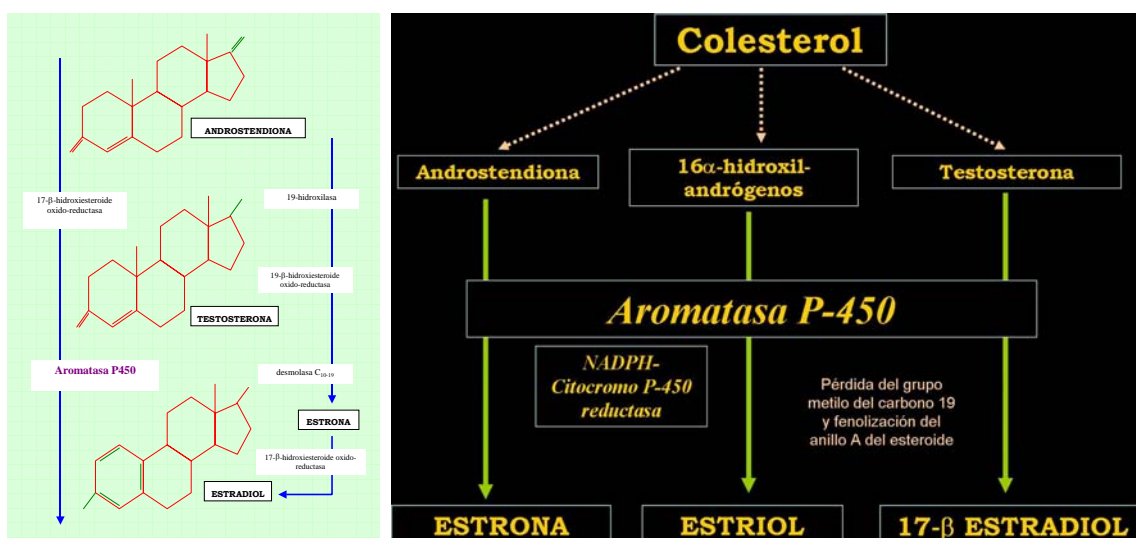 ANDROSTENDIONA
17-β-hidroxiesteroide
oxido-reductasa
19-hidroxilasa
19-β-hidroxiesteroide
oxido-reductasa
TESTOSTERONA
Aromatasa P450
desmolasa C10-19
ESTRONA
17-β-hidroxiesteroide oxido-
reductasa
ESTRADIOL
Colesterol
Androstendiona
16α-hidroxil-
andrógenos
Testosterona
Aromatasa P-450
NADPH-
Citocromo P-450
reductasa
Pérdida del grupo
metilo del carbono 19
y fenolización del
anillo A del esteroide
ESTRONA
ESTRIOL
17-β ESTRADIOL